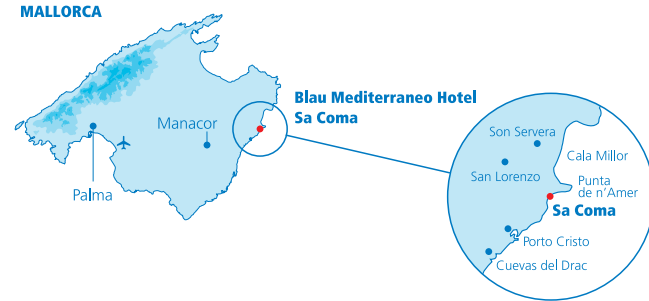 MALLORCA
Blau Mediterraneo Hotel
Sa Coma
Manacor
Palma
Son Servera
Cala Millor
San Lorenzo
Punta
de n'Amer
Sa Coma
Porto Cristo
Cuevas del Drac